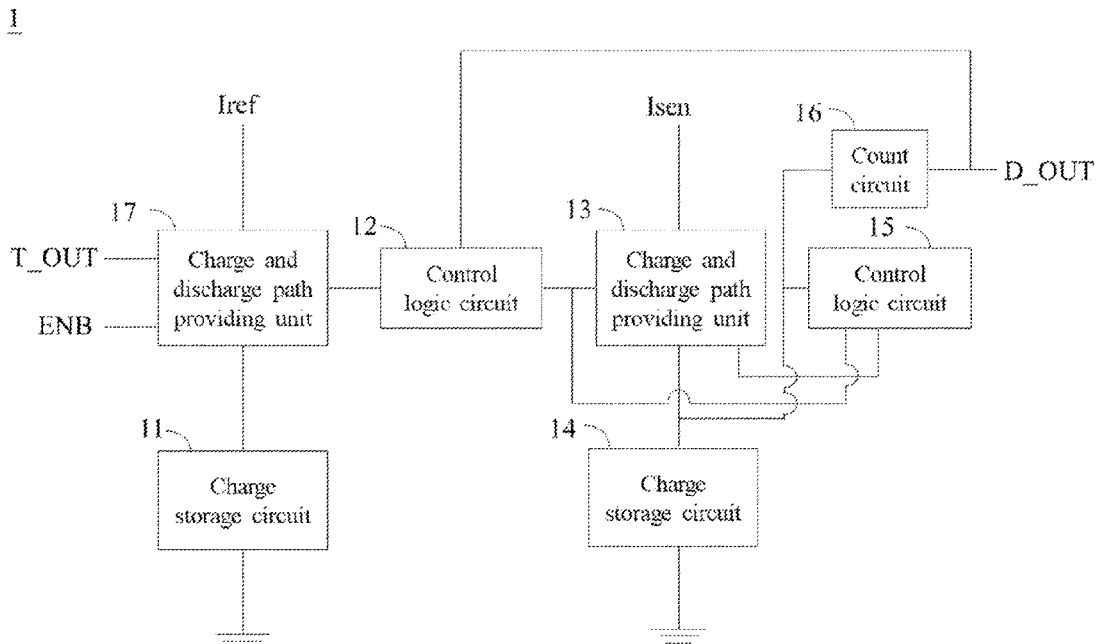 1
Iref
Isen
16
Count
circuit
D_OUT
17
12
13
15
T_OUT
ENB
Charge and
discharge path
providing unit
Control
logic circuit
Charge and
discharge path
providing unit
Control
logic circuit
11
14
Charge
storage circuit
Charge
storage circuit